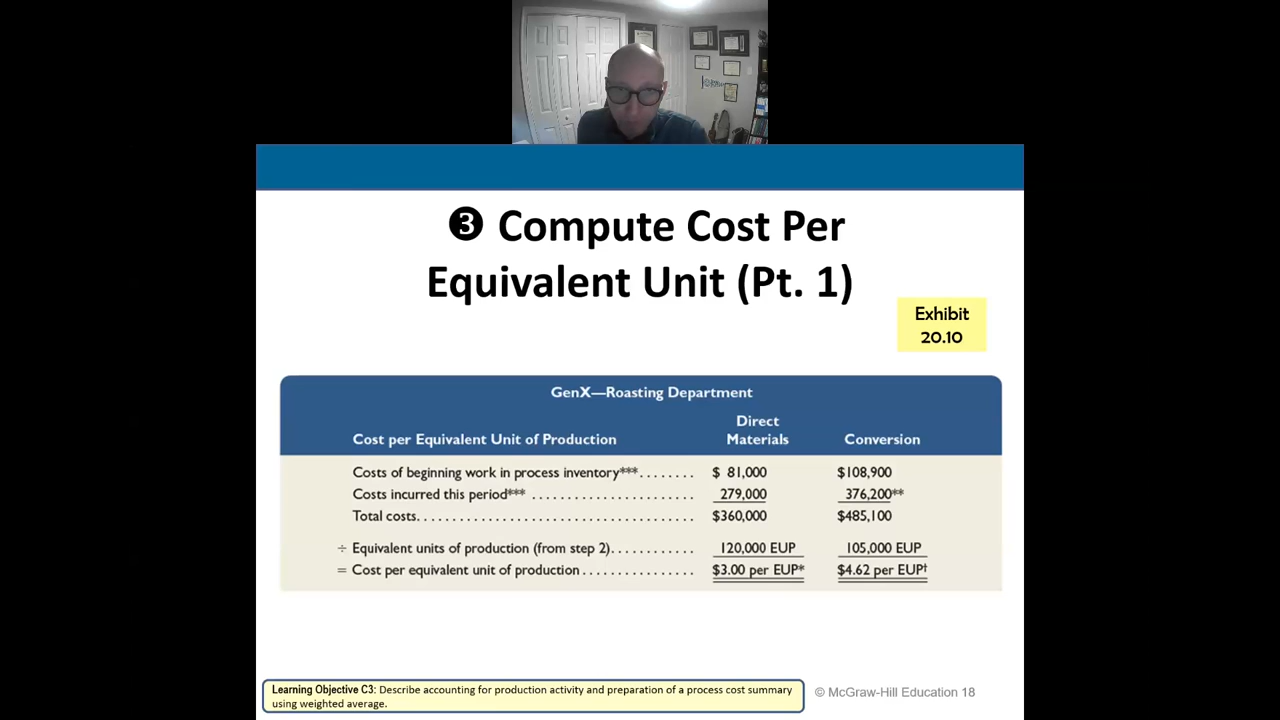 ❸ Compute Cost Per
Equivalent Unit (Pt. 1)
Exhibit
20.10
GenX—Roasting Department
Direct
Cost per Equivalent Unit of Production Materials Conversion
Costs of beginning work in process inventory***. . . . . . . . $ 81,000 $108,900
Costs incurred this period*** . . . . . . . . . . . . . . . . . . . . . . . . 279,000 376,200**
Total costs. . . . . . . . . . . . . . . . . . . . . . . . . . . . . . . . . . . . . . . $360,000 $485,100
÷ Equivalent units of production (from step 2). . . . . . . . . . . . 120,000 EUP 105,000 EUP
= Cost per equivalent unit of production . . . . . . . . . . . . . . . . $3.00 per EUP* $4.62 per EUP†
Learning Objective C3: Describe accounting for production activity and preparation of a process cost summary
using weighted average.
© McGraw-Hill Education 18